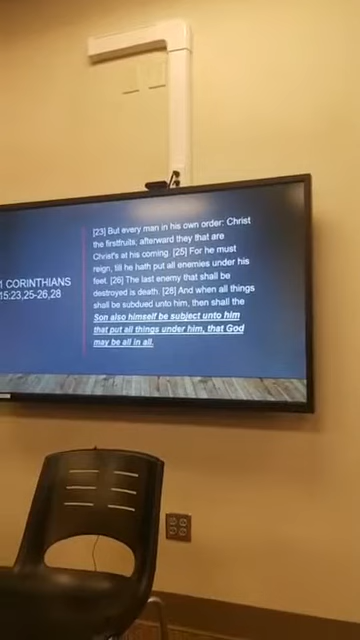 1 CORINTHIANS
15:23,25-26,28
[23] But every man in his own order: Christ
the firstfruits; afterward they that are
Christ's at his coming. [25] For he must
reign, till he hath put all enemies under his
feet. [26] The last enemy that shall be
destroyed is death. [28] And when all things
shall be subdued unto him, then shall the
Son also himself be subject unto him
that put all things under him, that God
may be all in all.